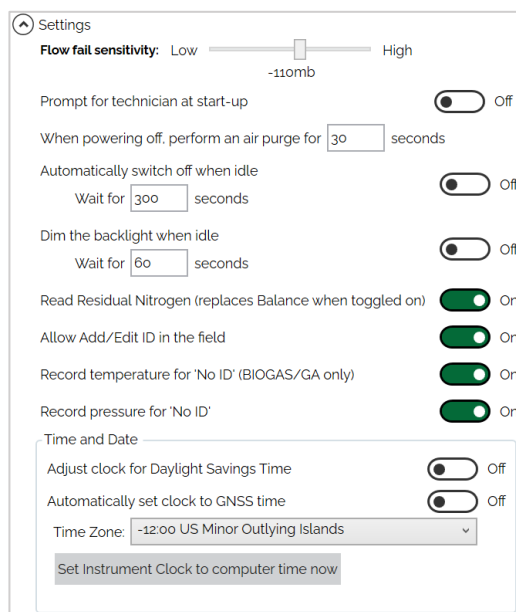 Settings
Flow fail sensitivity: Low High
-110mb
Prompt for technician at start-up Off
When powering off, perform an air purge for 30 seconds
Automatically switch off when idle
Off
Wait for 300 seconds
Dim the backlight when idle
Off
Wait for 60 seconds
Read Residual Nitrogen (replaces Balance when toggled on) On
Allow Add/Edit ID in the field On
Record temperature for 'No ID' (BIOGAS/GA only) On
Record pressure for 'No ID' On
Time and Date
Adjust clock for Daylight Savings Time Off
Automatically set clock to GNSS time Off
Time Zone: -12:00 US Minor Outlying Islands
Set Instrument Clock to computer time now